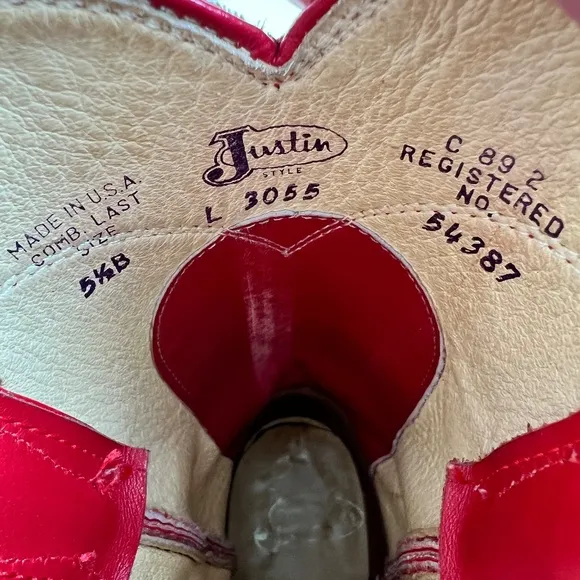 Justin
STYLE
L 3055
MADE IN U.S.A.
COMB. LAST
SIZE
5½B
C 89 2
REGISTERED
NO.
54387